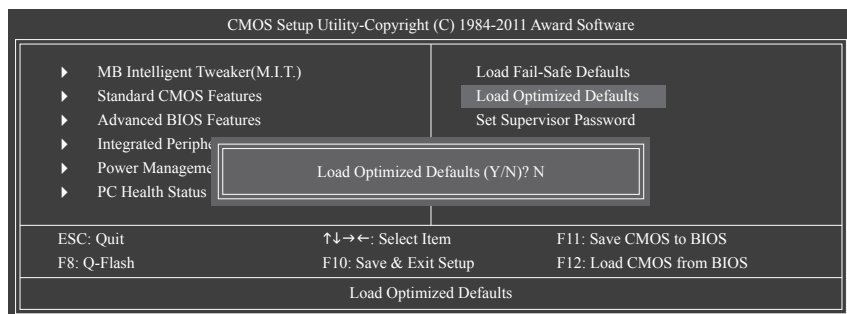 CMOS Setup Utility-Copyright (C) 1984-2011 Award Software
MB Intelligent Tweaker(M.I.T.)
Standard CMOS Features
Advanced BIOS Features
Integrated Periphe
Power Manageme
PC Health Status
Load Fail-Safe Defaults
Load Optimized Defaults
Set Supervisor Password
Load Optimized Defaults (Y/N)? N
ESC: Quit ↑↓→←: Select Item F11: Save CMOS to BIOS
F8: Q-Flash F10: Save & Exit Setup F12: Load CMOS from BIOS
Load Optimized Defaults